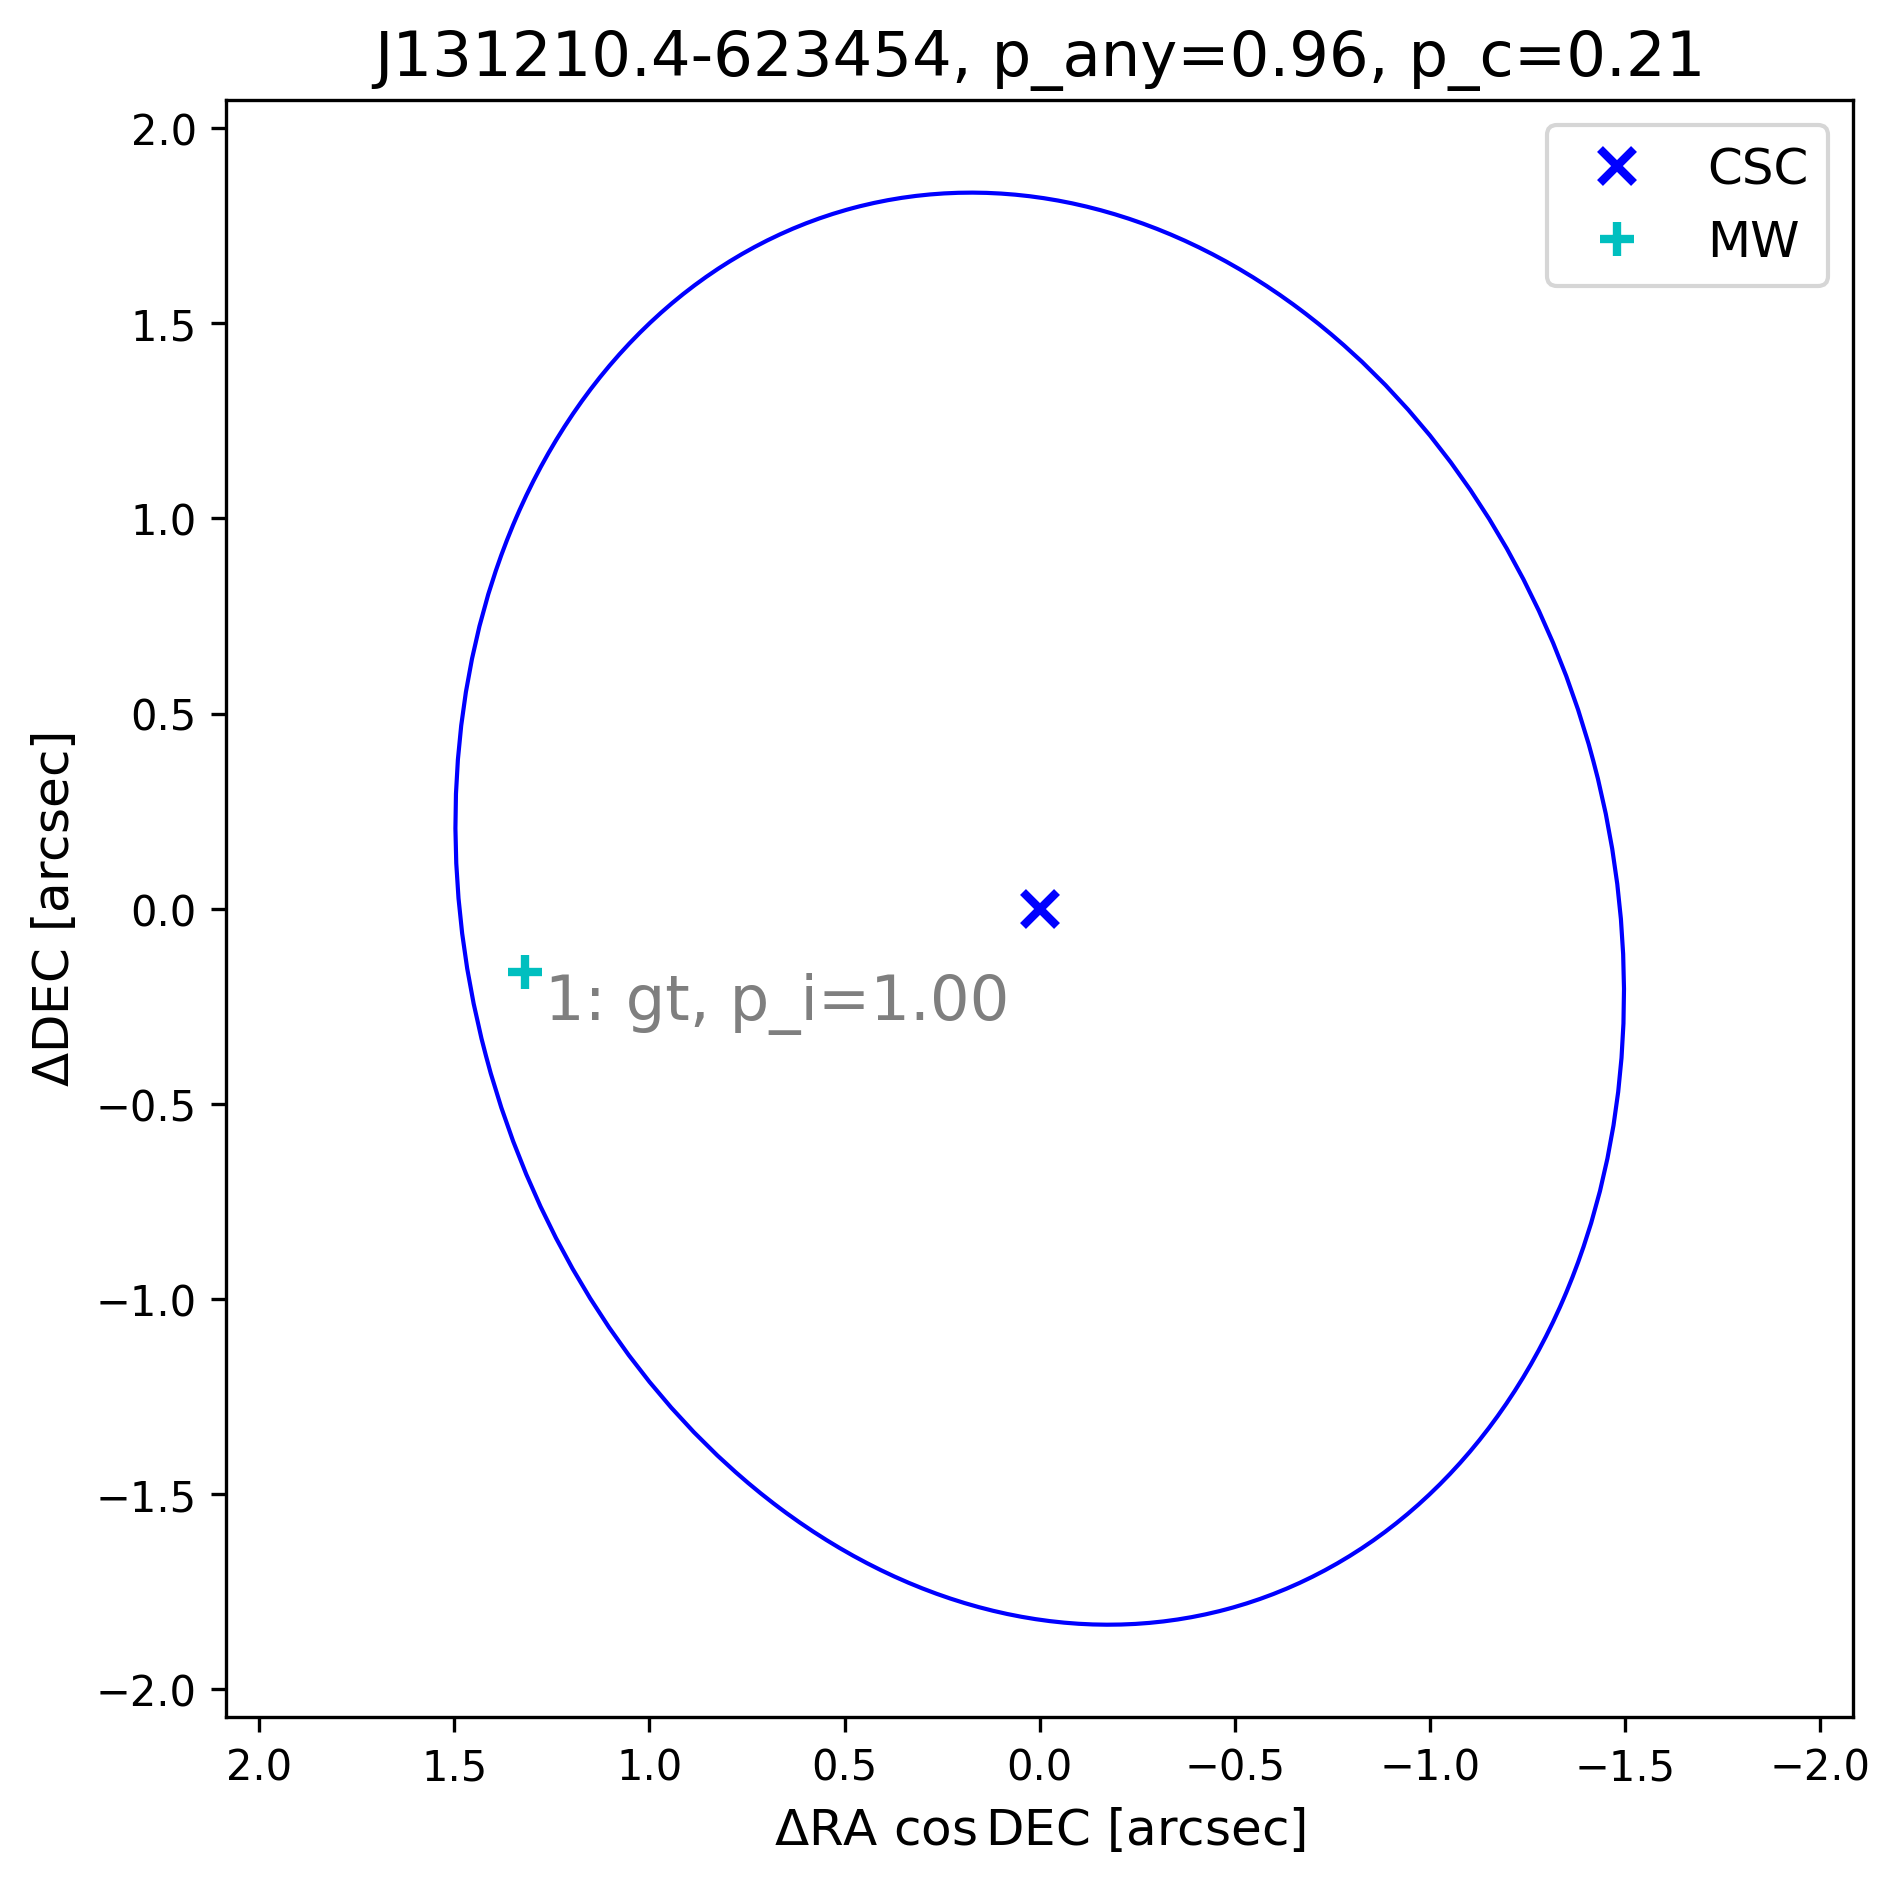 J131210.4-623454, p_any=0.96, p_c=0.21
CSC
MW
2.0
1.5
1.0
0.5
0.0
−0.5
−1.0
−1.5
−2.0
ΔDEC [arcsec]
1: gt, p_i=1.00
2.0 1.5 1.0 0.5 0.0 −0.5 −1.0 −1.5 −2.0
ΔRA cos DEC [arcsec]